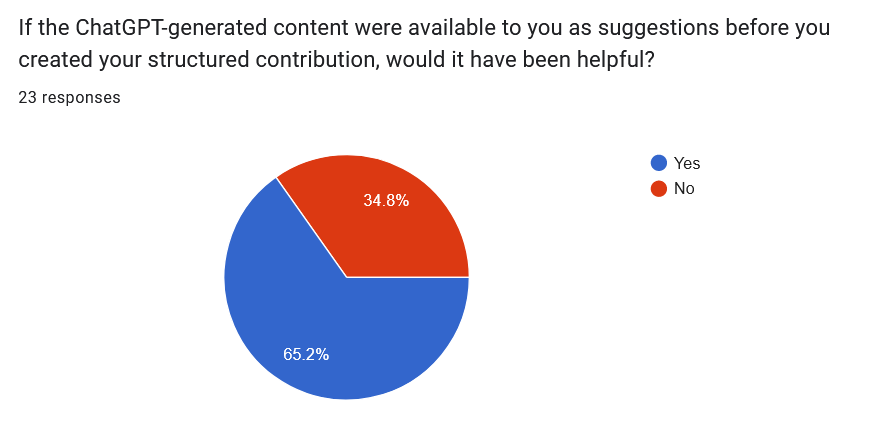 If the ChatGPT-generated content were available to you as suggestions before you
created your structured contribution, would it have been helpful?
23 responses
Yes
No
34.8%
65.2%